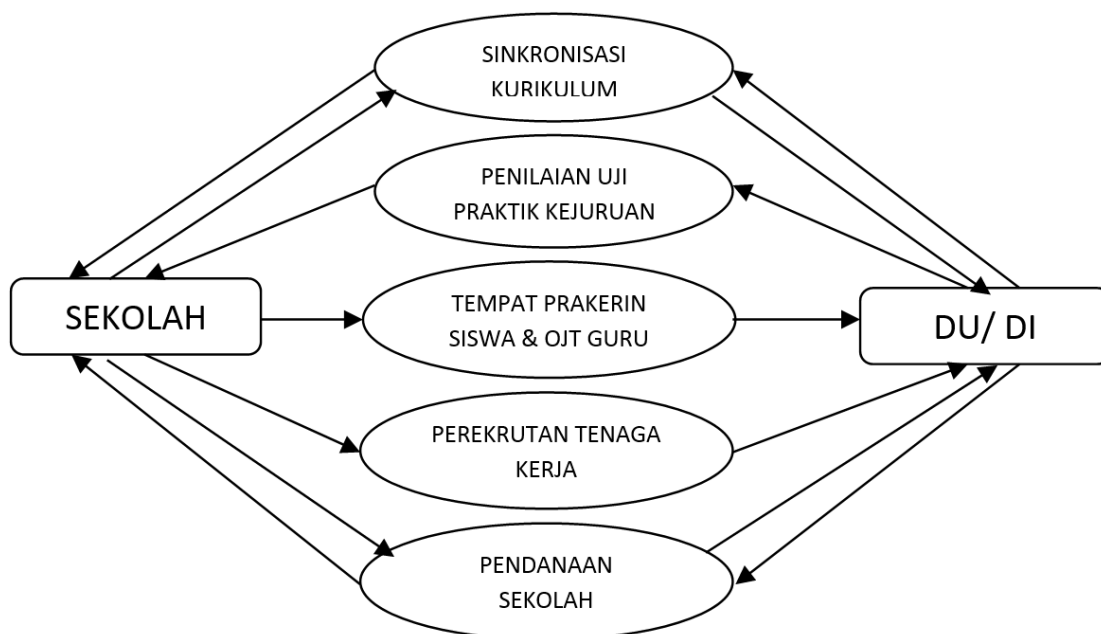 SINKRONISASI
KURIKULUM
PENILAIAN UJI
PRAKTIK KEJURUAN
SEKOLAH
TEMPAT PRAKERIN
SISWA & OJT GURU
DU/ DI
PEREKRUTAN TENAGA
KERJA
PENDANAAN
SEKOLAH